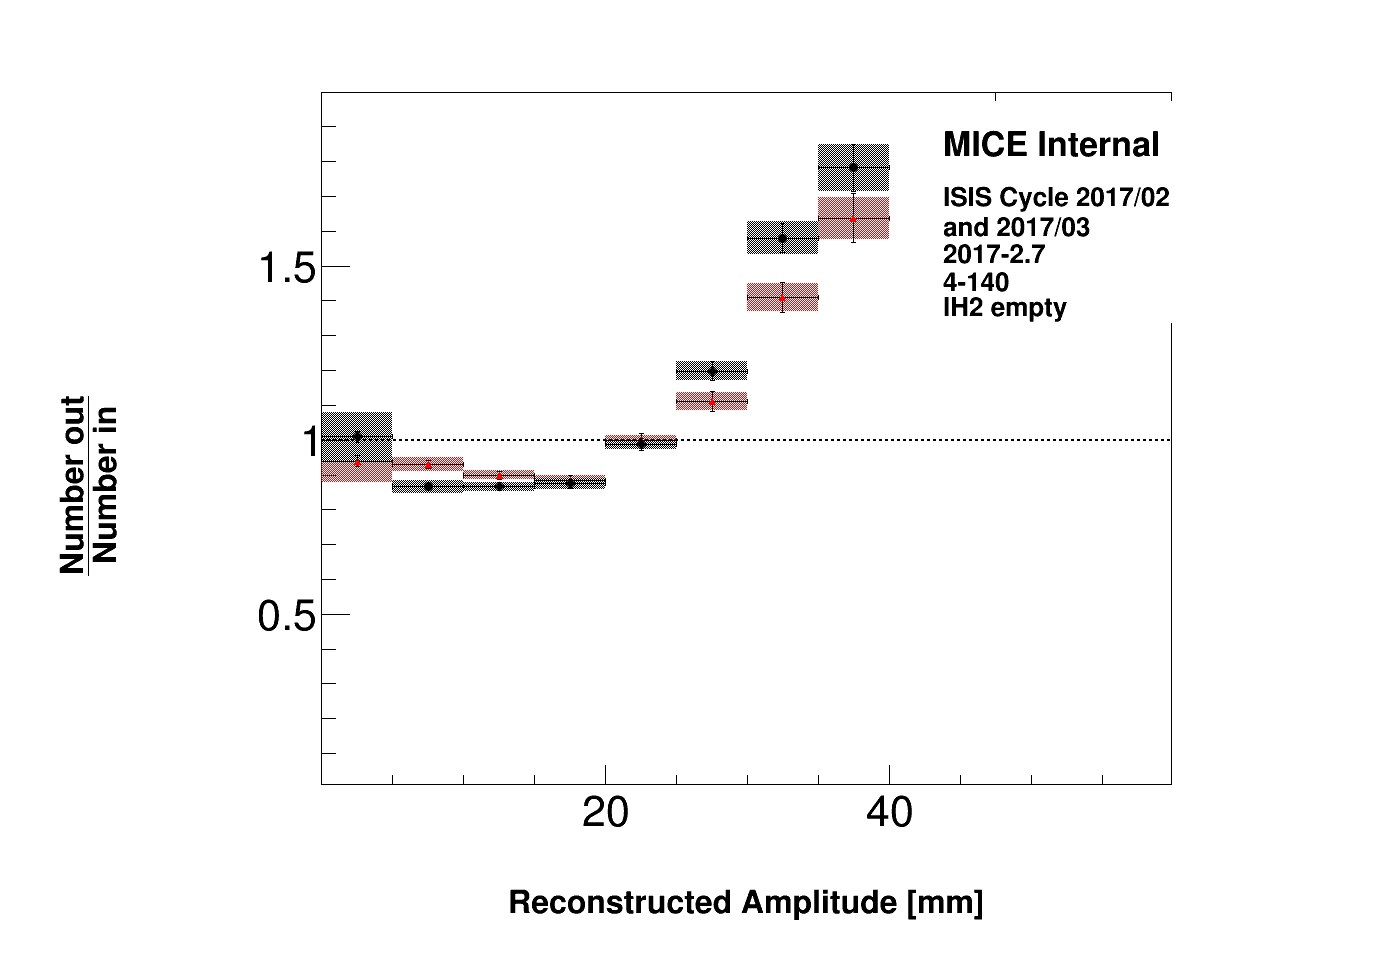 MICE Internal
ISIS Cycle 2017/02
and 2017/03
2017-2.7
4-140
IH2 empty
1.5
1
0.5
Number out
Number in
20 40
Reconstructed Amplitude [mm]